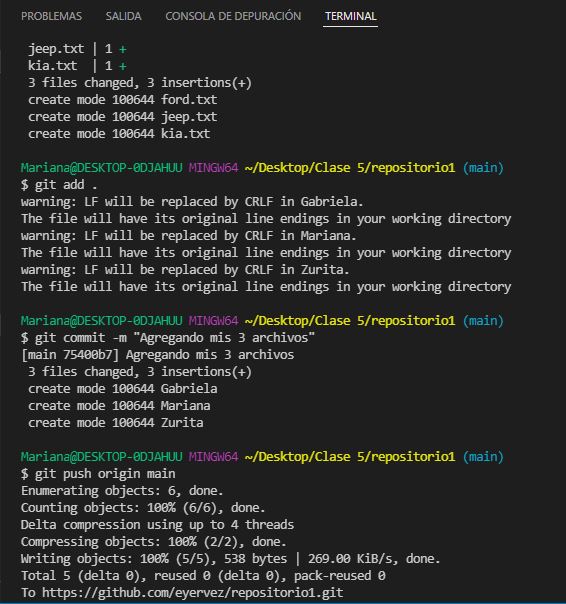 PROBLEMAS SALIDA CONSOLA DE DEPURACIÓN TERMINAL
jeep.txt | 1 +
kia.txt  | 1 +
3 files changed, 3 insertions(+)
create mode 100644 ford.txt
create mode 100644 jeep.txt
create mode 100644 kia.txt
Mariana@DESKTOP-0DJAHUU MINGW64 ~/Desktop/Clase 5/repositorio1 (main)
$ git add .
warning: LF will be replaced by CRLF in Gabriela.
The file will have its original line endings in your working directory
warning: LF will be replaced by CRLF in Mariana.
The file will have its original line endings in your working directory
warning: LF will be replaced by CRLF in Zurita.
The file will have its original line endings in your working directory
Mariana@DESKTOP-0DJAHUU MINGW64 ~/Desktop/Clase 5/repositorio1 (main)
$ git commit -m "Agregando mis 3 archivos"
[main 75400b7] Agregando mis 3 archivos
3 files changed, 3 insertions(+)
create mode 100644 Gabriela
create mode 100644 Mariana
create mode 100644 Zurita
Mariana@DESKTOP-0DJAHUU MINGW64 ~/Desktop/Clase 5/repositorio1 (main)
$ git push origin main
Enumerating objects: 6, done.
Counting objects: 100% (6/6), done.
Delta compression using up to 4 threads
Compressing objects: 100% (2/2), done.
Writing objects: 100% (5/5), 538 bytes | 269.00 KiB/s, done.
Total 5 (delta 0), reused 0 (delta 0), pack-reused 0
To https://github.com/eyervez/repositorio1.git